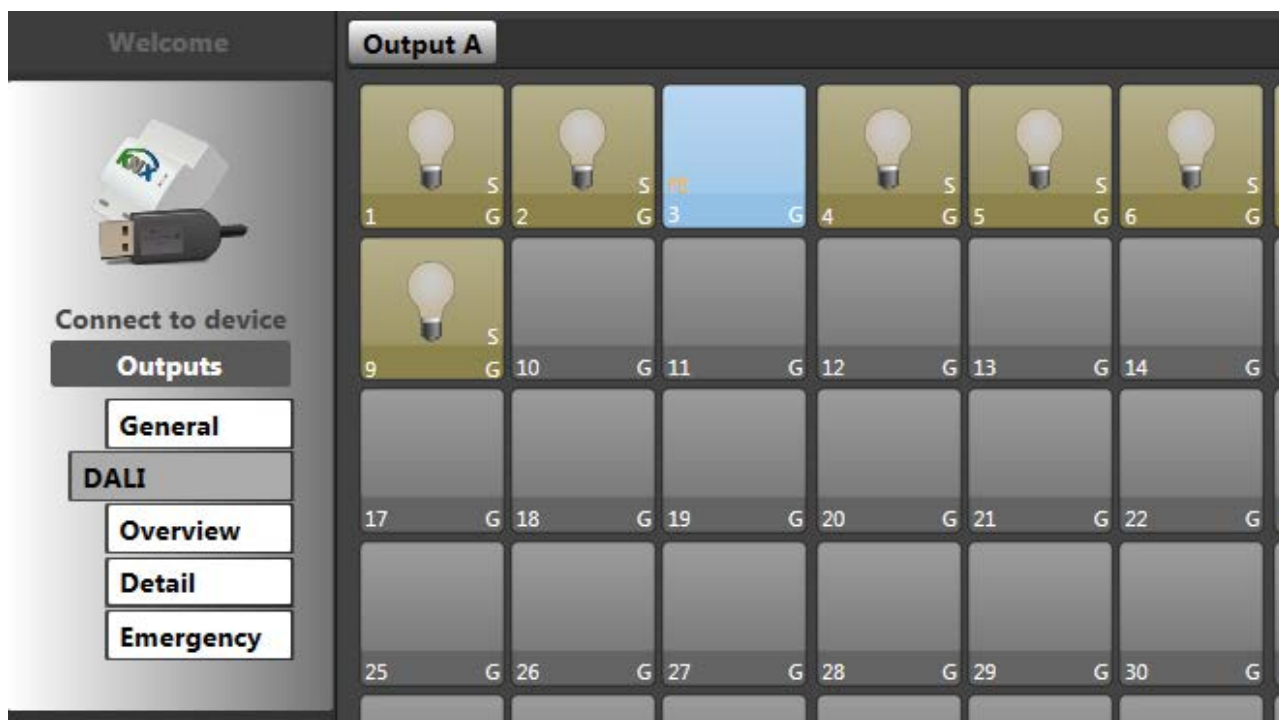 Welcome
Output A
KNX
Connect to device
Outputs
General
DALI
Overview
Detail
Emergency
S S S S S
1 G 2 G 3 G 4 G 5 G 6 G
S
9 G 10 G 11 G 12 G 13 G 14 G
17 G 18 G 19 G 20 G 21 G 22 G
25 G 26 G 27 G 28 G 29 G 30 G